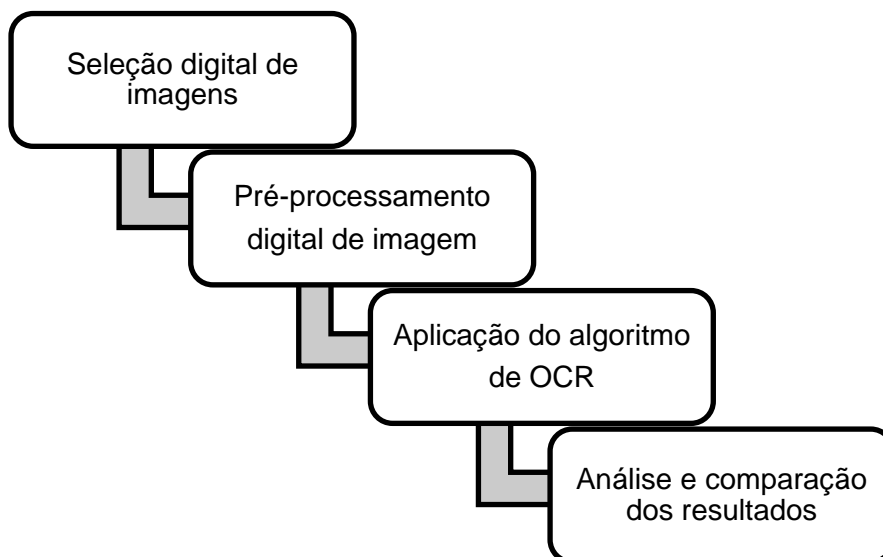 Seleção digital de
imagens
Pré-processamento
digital de imagem
Aplicação do algoritmo
de OCR
Análise e comparação
dos resultados